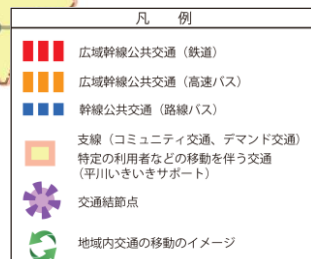 凡　例
広域幹線公共交通（鉄道）
広域幹線公共交通（高速バス）
幹線公共交通（路線バス）
支線（コミュニティ交通、デマンド交通）
特定の利用者などの移動を伴う交通
（平川いきいきサポート）
交通結節点
地域内交通の移動のイメージ